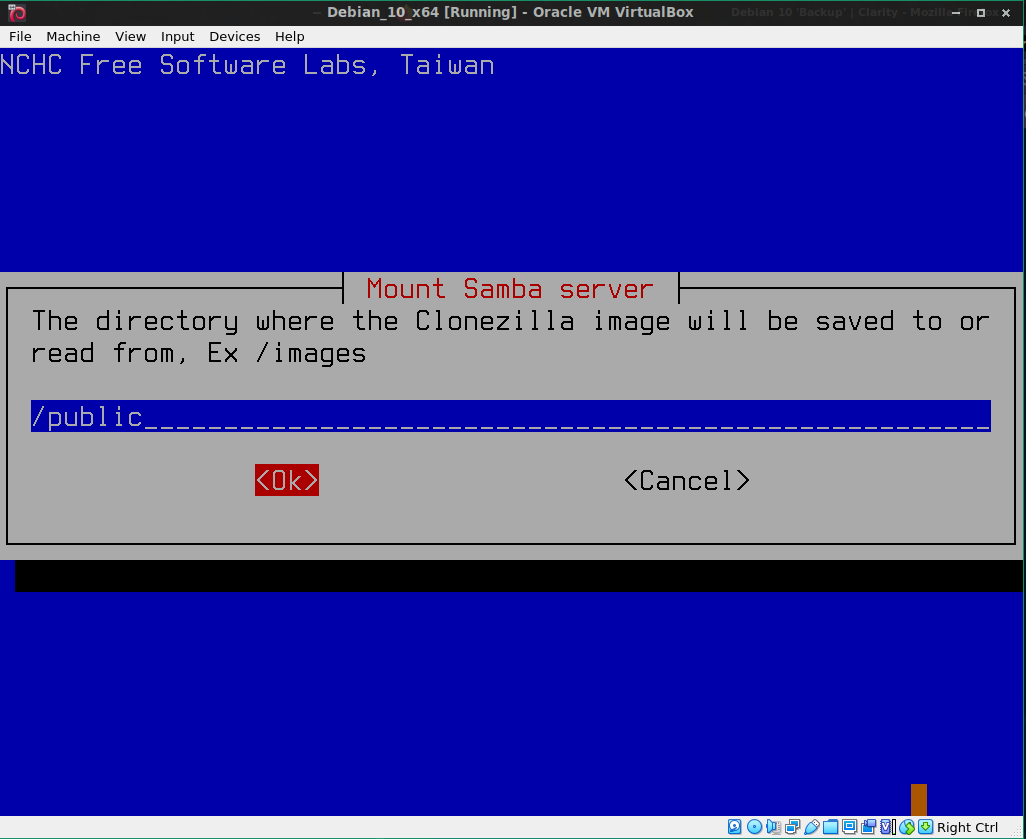 Debian_10_x64 [Running] - Oracle VM VirtualBox
Debian 10 'Backup' | Clarity - Mozilla Firefox
File Machine View Input Devices Help
NCHC Free Software Labs, Taiwan
Mount Samba server
The directory where the Clonezilla image will be saved to or
read from, Ex /images
/public_____________________________________________________
<Ok> <Cancel>
Right Ctrl